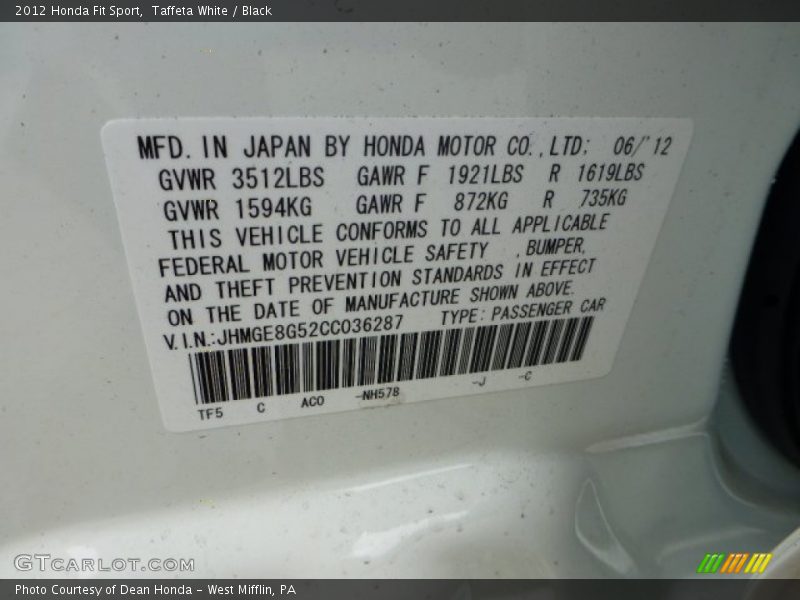 2012 Honda Fit Sport, Taffeta White / Black
MFD. IN JAPAN BY HONDA MOTOR CO., LTD; 06/'12
GVWR 3512LBS GAWR F 1921LBS R 1619LBS
GVWR 1594KG GAWR F 872KG R 735KG
THIS VEHICLE CONFORMS TO ALL APPLICABLE
FEDERAL MOTOR VEHICLE SAFETY , BUMPER,
AND THEFT PREVENTION STANDARDS IN EFFECT
ON THE DATE OF MANUFACTURE SHOWN ABOVE.
V.I.N.:JHMGE8G52CC036287 TYPE: PASSENGER CAR
TF5 C AC0 -NH578 -J -C
GTCARLOT.COM
Photo Courtesy of Dean Honda - West Mifflin, PA